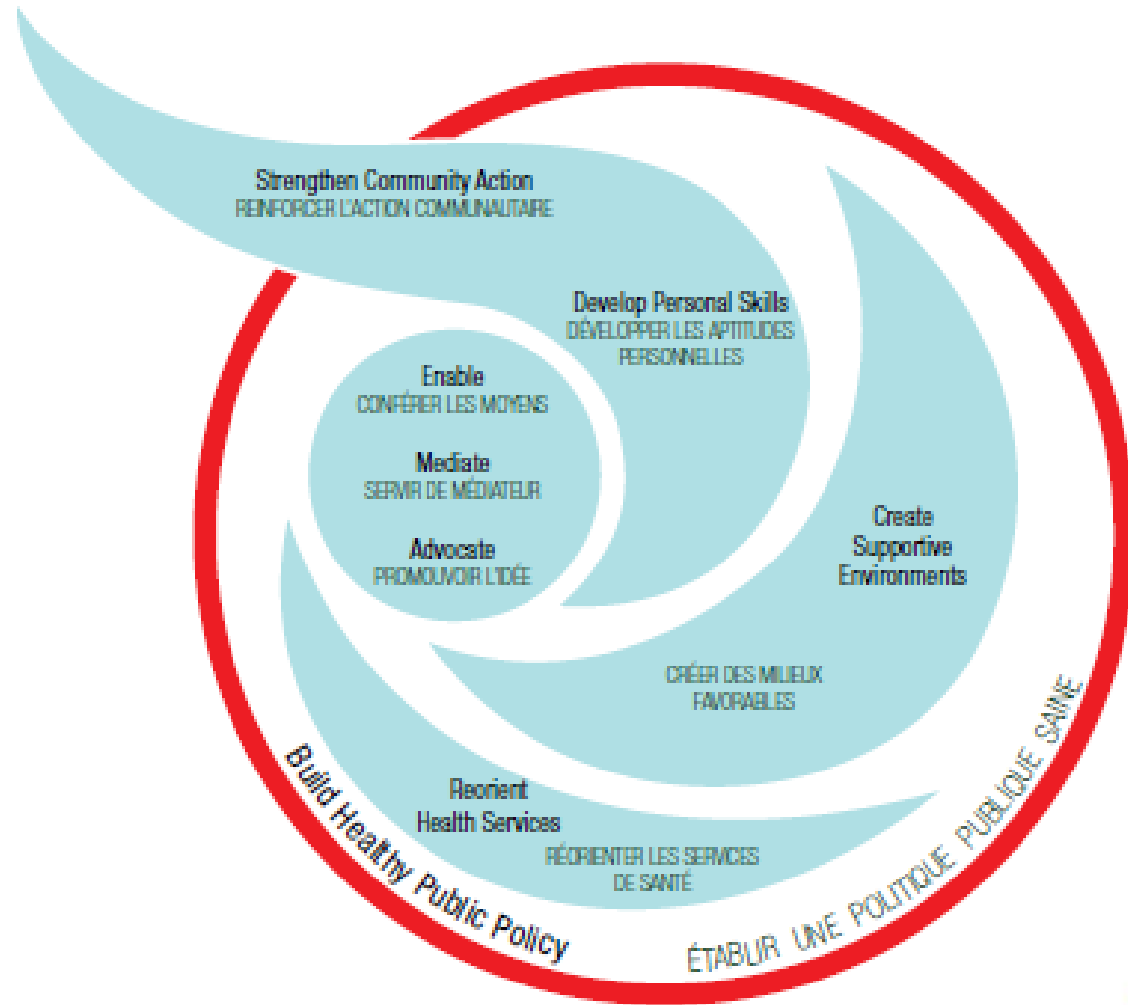 Strengthen Community Action
REINFORCER L'ACTION COMMUNAUTAIRE
Develop Personal Skills
DÉVELOPPER LES APTITUDES
PERSONNELLES
Enable
CONFÉRER LES MOYENS
Mediate
SERVIR DE MÉDIATEUR
Advocate
PROMOUVOIR L'IDÉE
Create
Supportive
Environments
CRÉER DES MILIEUX
FAVORABLES
Reorient
Health Services
RÉORIENTER LES SERVICES
DE SANTÉ
Build Healthy Public Policy
ÉTABLIR UNE POLITIQUE PUBLIQUE SAINE